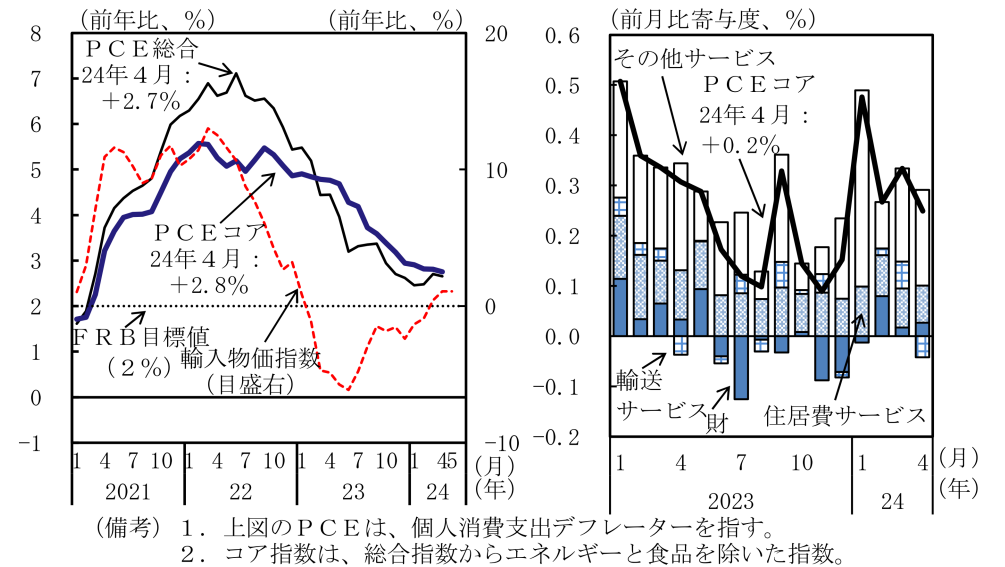 (前年比、%)
(前年比、%)
8
7
6
5
4
3
2
1
0
-1
20
10
0
-10
ＰＣＥ総合
24年４月：
＋2.7%
ＰＣＥコア
24年４月：
＋2.8%
ＦＲＢ目標値
（２%）
輸入物価指数
(目盛右)
1 4 7 10 1 4 7 10 1 4 7 10 1 45 (月)
2021 22 23 24 (年)
(前月比寄与度、%)
0.6
0.5
0.4
0.3
0.2
0.1
0.0
-0.1
-0.2
その他サービス
ＰＣＥコア
24年４月：
＋0.2%
輸送
サービス
財
住居費サービス
1 4 7 10 1 4 (月)
2023 24 (年)
（備考）１．上図のＰＣＥは、個人消費支出デフレーターを指す。
２．コア指数は、総合指数からエネルギーと食品を除いた指数。